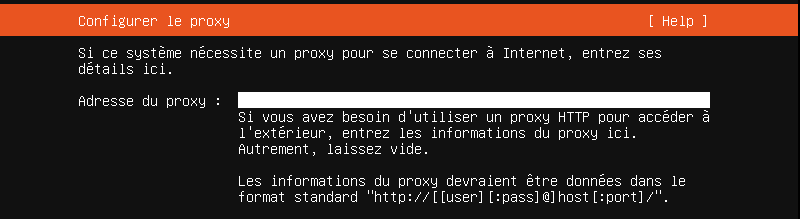 Configurer le proxy [ Help ]
Si ce système nécessite un proxy pour se connecter à Internet, entrez ses
détails ici.
Adresse du proxy :
Si vous avez besoin d'utiliser un proxy HTTP pour accéder à
l'extérieur, entrez les informations du proxy ici.
Autrement, laissez vide.
Les informations du proxy devraient être données dans le
format standard "http://[[user][:pass]@]host[:port]/".